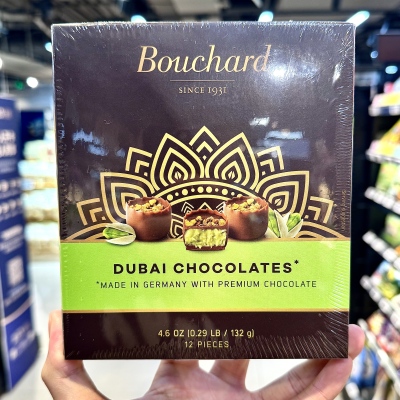 Bouchard
SINCE 1931
DUBAI CHOCOLATES*
*MADE IN GERMANY WITH PREMIUM CHOCOLATE
4.6 OZ (0.29 LB / 132 g)
12 PIECES